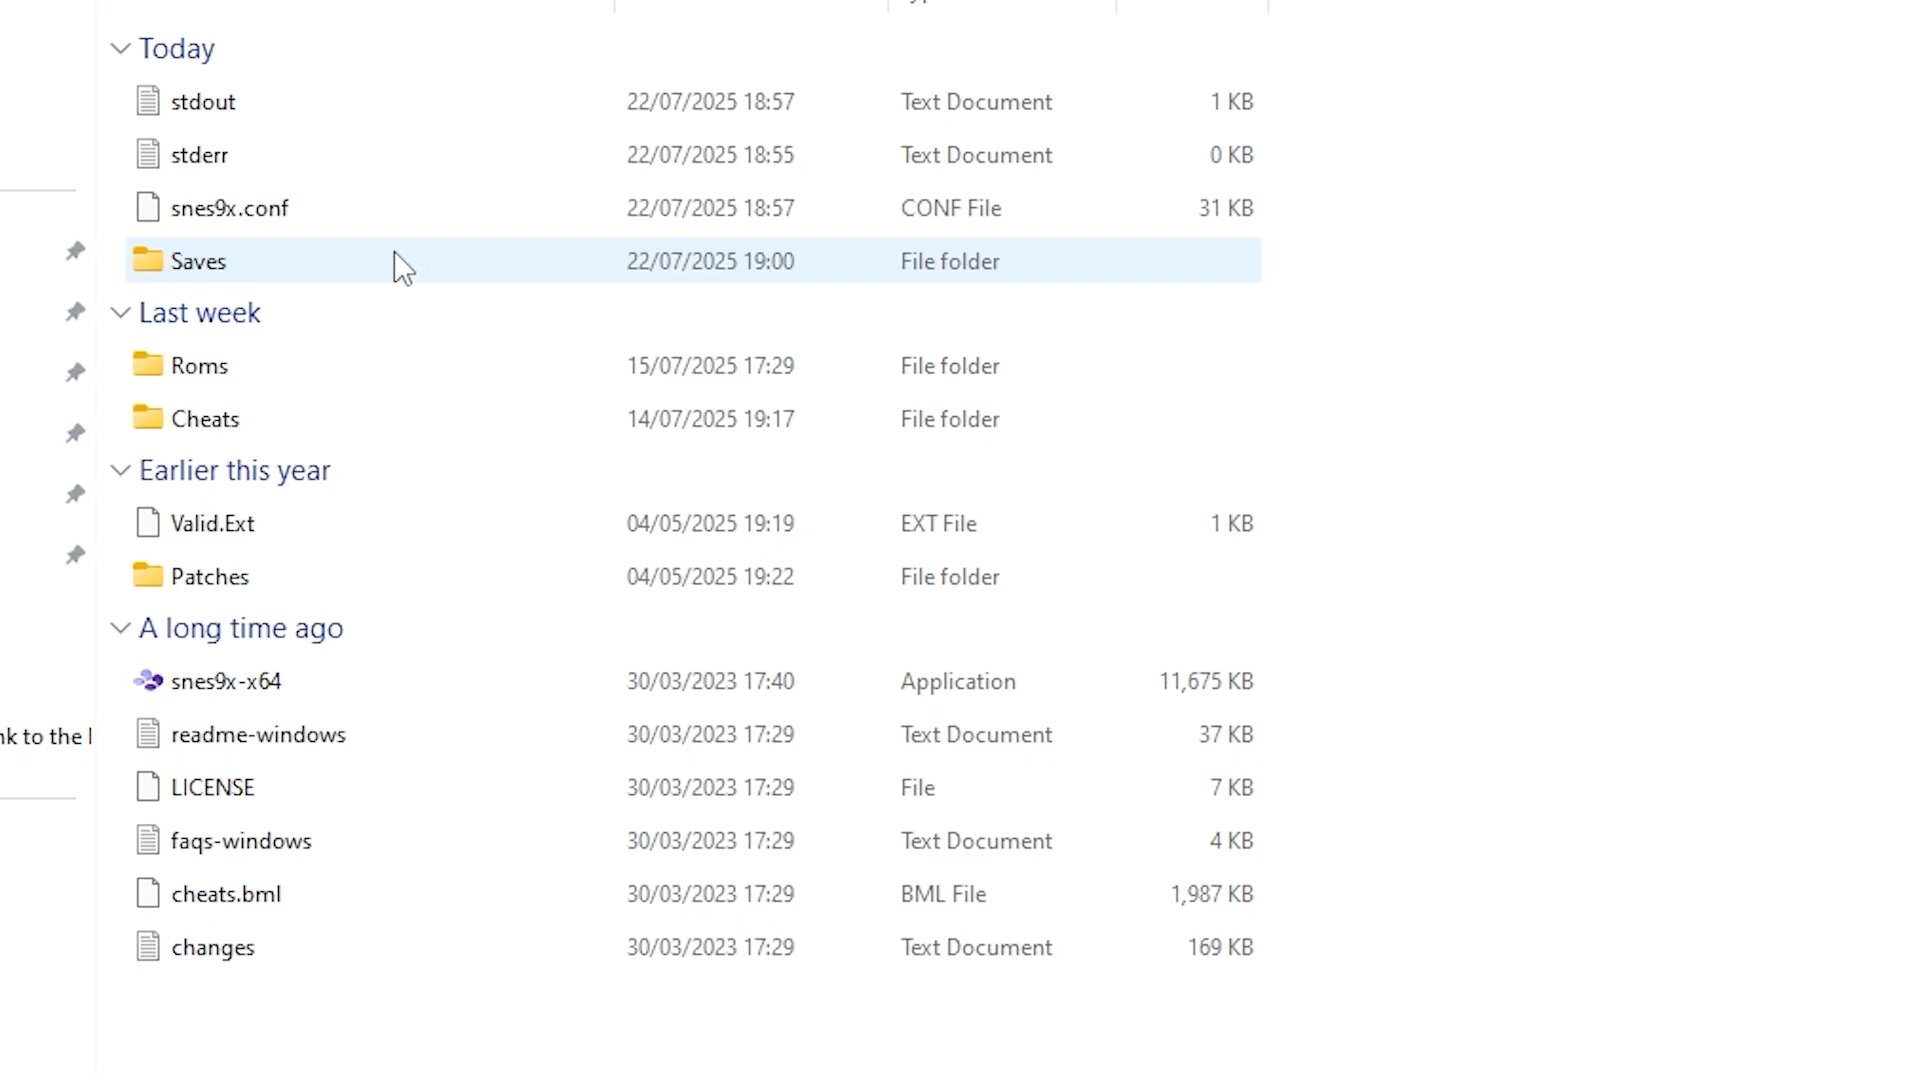 Today
stdout 22/07/2025 18:57 Text Document 1 KB
stderr 22/07/2025 18:55 Text Document 0 KB
snes9x.conf 22/07/2025 18:57 CONF File 31 KB
Saves 22/07/2025 19:00 File folder
Last week
Roms 15/07/2025 17:29 File folder
Cheats 14/07/2025 19:17 File folder
Earlier this year
Valid.Ext 04/05/2025 19:19 EXT File 1 KB
Patches 04/05/2025 19:22 File folder
A long time ago
snes9x-x64 30/03/2023 17:40 Application 11,675 KB
readme-windows 30/03/2023 17:29 Text Document 37 KB
to the
LICENSE 30/03/2023 17:29 File 7 KB
faqs-windows 30/03/2023 17:29 Text Document 4 KB
cheats.bml 30/03/2023 17:29 BML File 1,987 KB
changes 30/03/2023 17:29 Text Document 169 KB